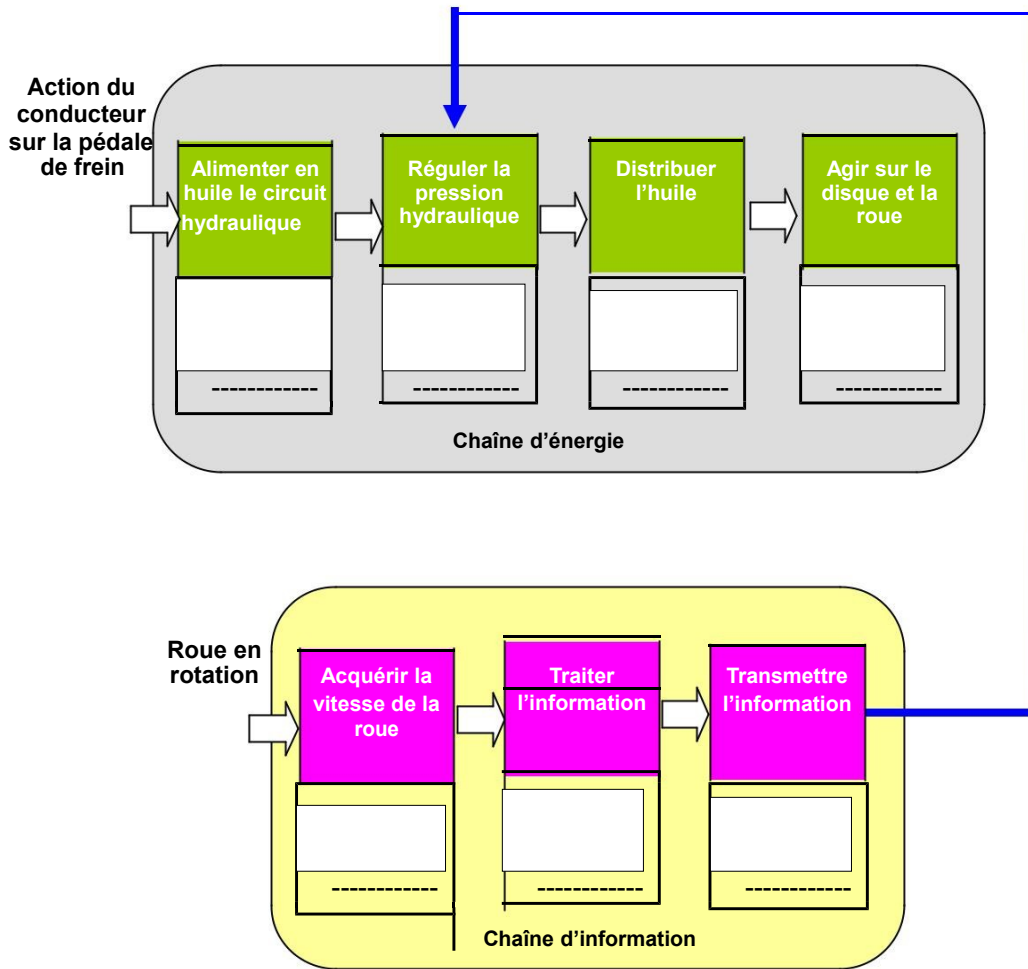 Action du
conducteur
sur la pédale
de frein
Alimenter en
huile le circuit
hydraulique
Réguler la
pression
hydraulique
Distribuer
l’huile
Agir sur le
disque et la
roue
------------ ------------ ------------ ------------
Chaîne d’énergie
Roue en
rotation
Acquérir la
vitesse de la
roue
Traiter
l’information
Transmettre
l’information
------------ ------------ ------------
Chaîne d’information